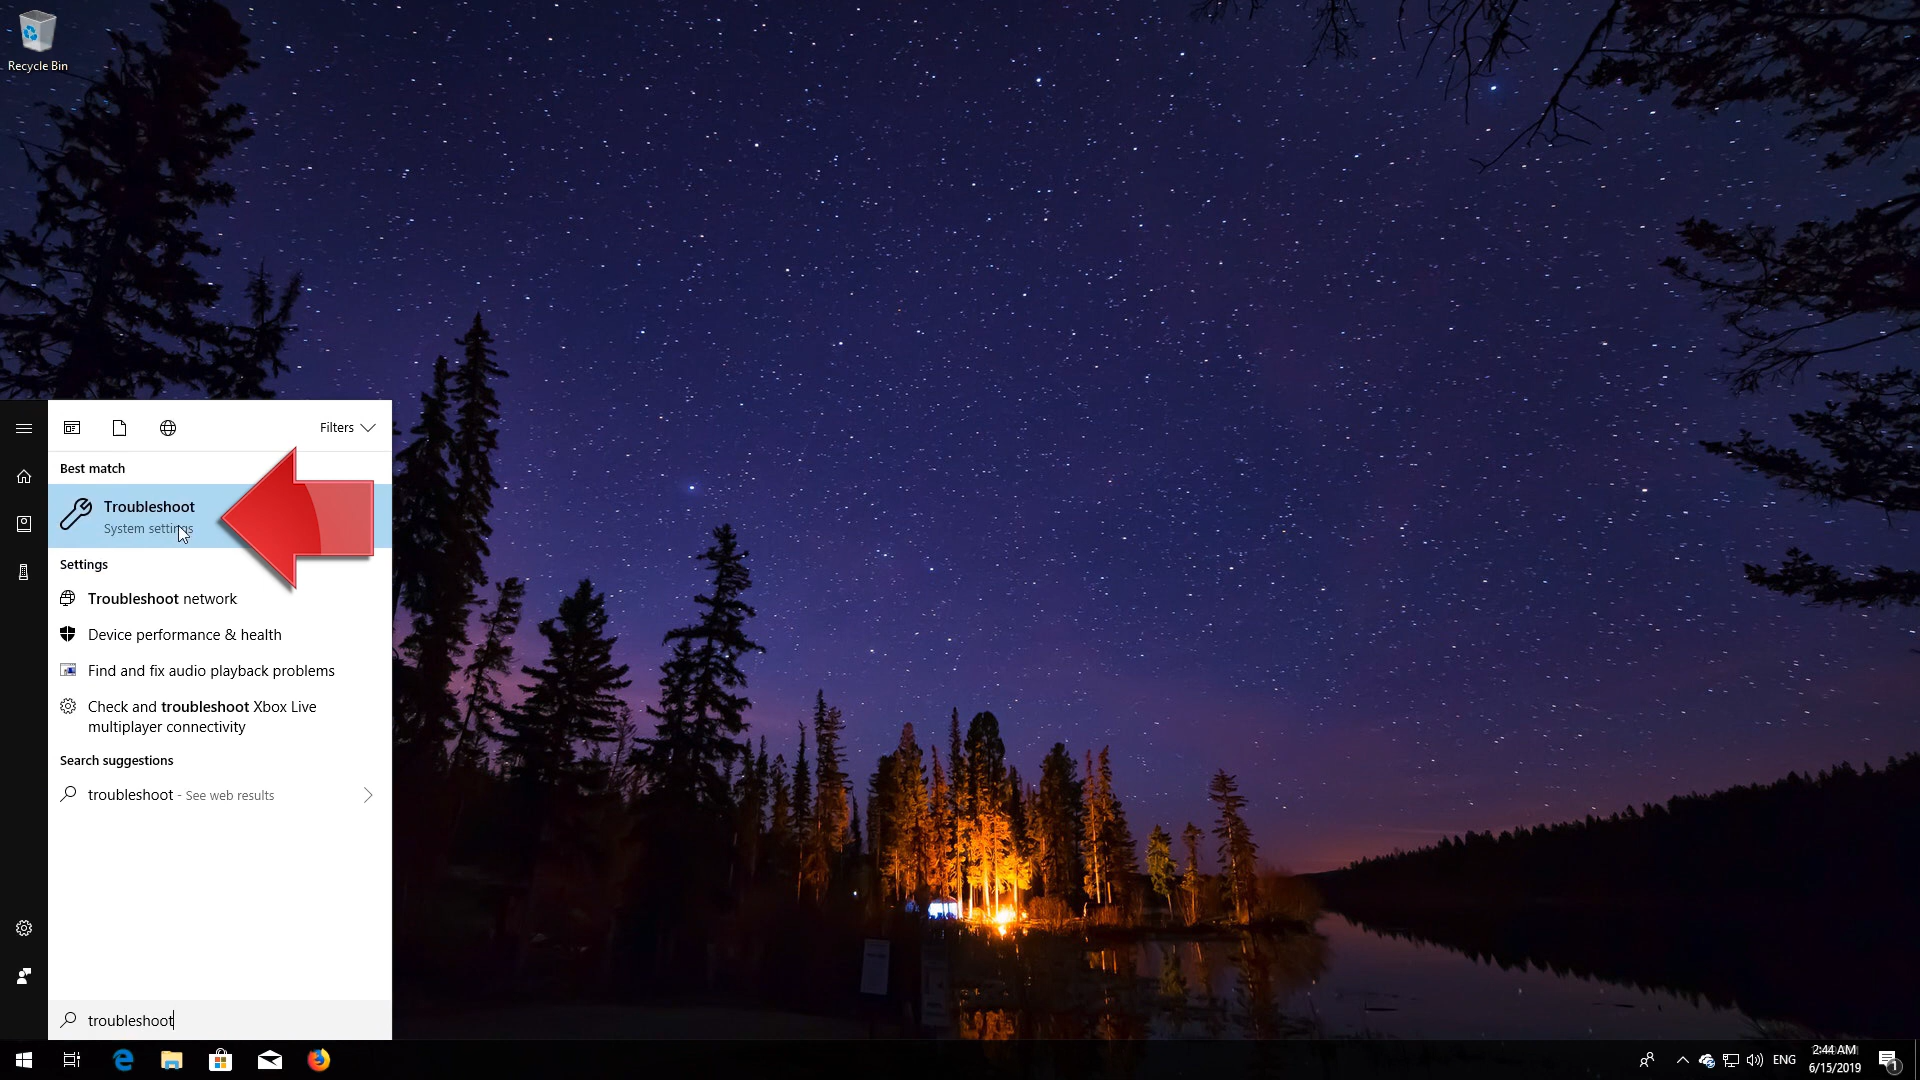 Recycle Bin
Filters
Best match
Troubleshoot
System settings
Settings
Troubleshoot network
Device performance & health
Find and fix audio playback problems
Check and troubleshoot Xbox Live
multiplayer connectivity
Search suggestions
troubleshoot - See web results
troubleshoot
ENG
2:44 AM
6/15/2019
1